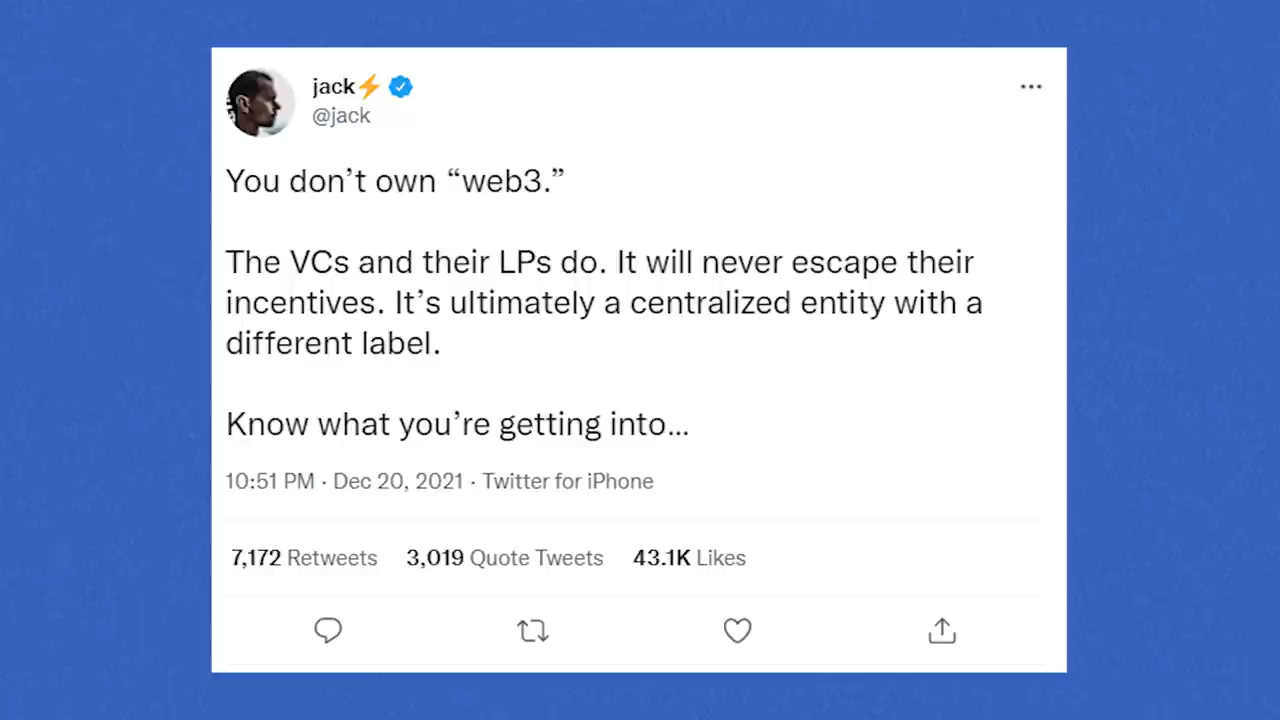 jack⚡
@jack
You don’t own “web3.”
The VCs and their LPs do. It will never escape their
incentives. It’s ultimately a centralized entity with a
different label.
Know what you’re getting into...
10:51 PM · Dec 20, 2021 · Twitter for iPhone
7,172 Retweets 3,019 Quote Tweets 43.1K Likes